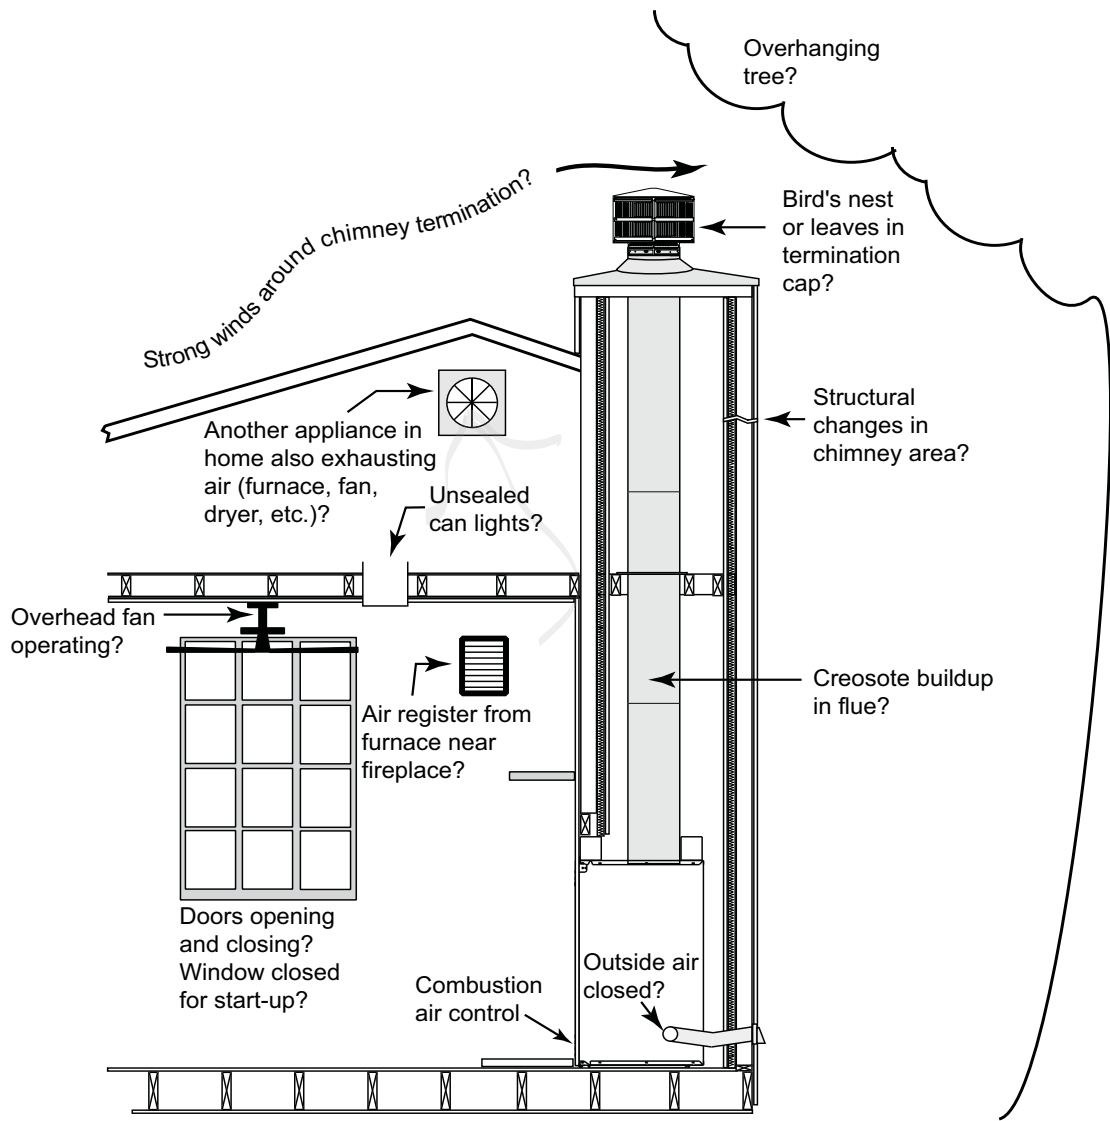 Overhanging
tree?
Strong winds around chimney termination?
Bird's nest
or leaves in
termination
cap?
Structural
changes in
chimney area?
Another appliance in
home also exhausting
air (furnace, fan,
dryer, etc.)?
Unsealed
can lights?
Overhead fan
operating?
Air register from
furnace near
fireplace?
Creosote buildup
in flue?
Doors opening
and closing?
Window closed
for start-up?
Combustion
air control
Outside air
closed?